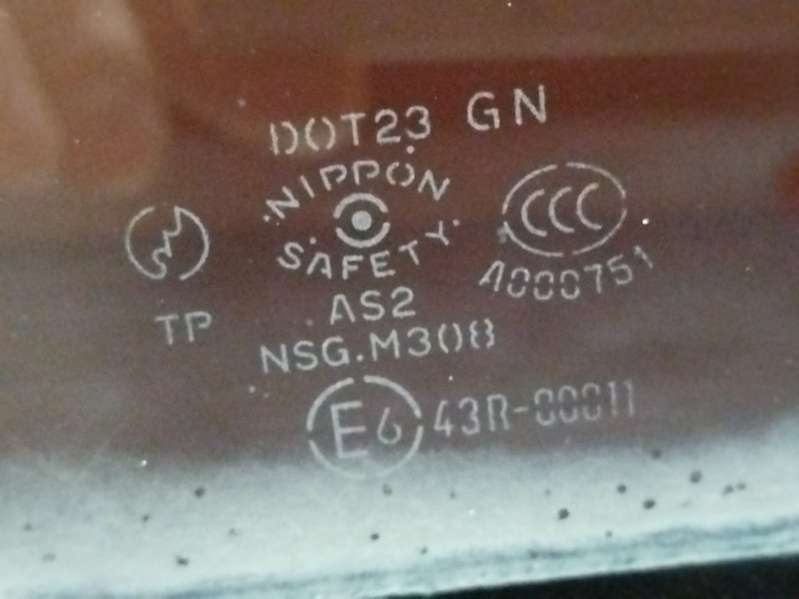 DOT23 GN
NIPPON
SAFETY
CCC
A000751
TP
AS2
NSG.M308
E6 43R-00011